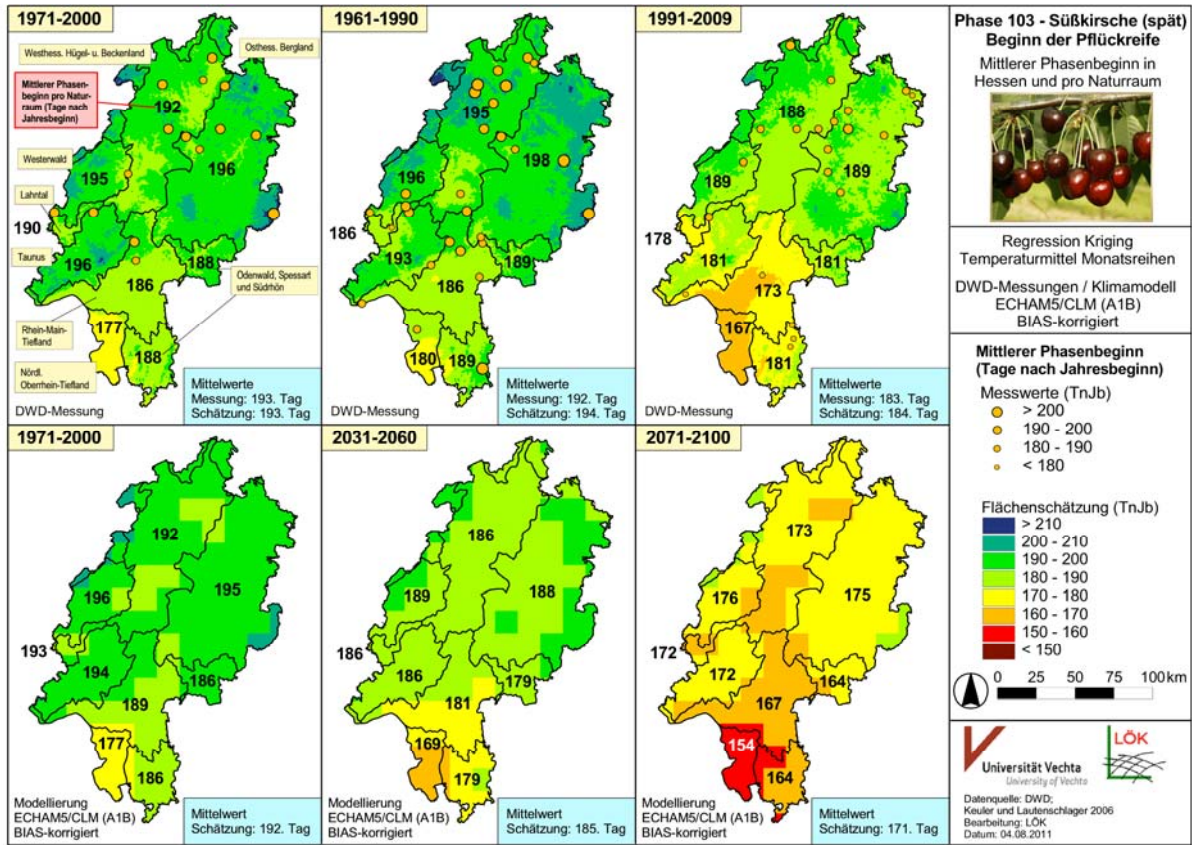 1971-2000
Westhess. Hügel- u. Beckenland
Osthess. Bergland
Mittlerer Phasen-
beginn pro Natur-
raum (Tage nach
Jahresbeginn)
192
196
Westerwald
195
Lahntal
190
Taunus
196
188
186
Odenwald, Spessart
und Südrhön
Rhein-Main-
Tiefland
177
188
Nördl.
Oberrhein-Tiefland
DWD-Messung
Mittelwerte
Messung: 193. Tag
Schätzung: 193. Tag
1961-1990
195
198
196
186
193
189
186
180
189
DWD-Messung
Mittelwerte
Messung: 192. Tag
Schätzung: 194. Tag
1991-2009
188
189
189
178
181
181
173
167
181
DWD-Messung
Mittelwerte
Messung: 183. Tag
Schätzung: 184. Tag
1971-2000
192
195
196
193
194
186
189
177
186
Modellierung
ECHAM5/CLM (A1B)
BIAS-korrigiert
Mittelwert
Schätzung: 192. Tag
2031-2060
186
189
188
186
186
179
181
169
179
Modellierung
ECHAM5/CLM (A1B)
BIAS-korrigiert
Mittelwert
Schätzung: 185. Tag
2071-2100
173
176
175
172
172
164
167
154
164
Modellierung
ECHAM5/CLM (A1B)
BIAS-korrigiert
Mittelwert
Schätzung: 171. Tag
Phase 103 - Süßkirsche (spät)
Beginn der Pflückreife
Mittlerer Phasenbeginn in
Hessen und pro Naturraum
Regression Kriging
Temperaturmittel Monatsreihen
DWD-Messungen / Klimamodell
ECHAM5/CLM (A1B)
BIAS-korrigiert
Mittlerer Phasenbeginn
(Tage nach Jahresbeginn)
Messwerte (TnJb)
> 200
190 - 200
180 - 190
< 180
Flächenschätzung (TnJb)
> 210
200 - 210
190 - 200
180 - 190
170 - 180
160 - 170
150 - 160
< 150
0 25 50 75 100 km
Universität Vechta
University of Vechta
LÖK
Datenquelle: DWD;
Keuler und Lautenschlager 2006
Bearbeitung: LÖK
Datum: 04.08.2011